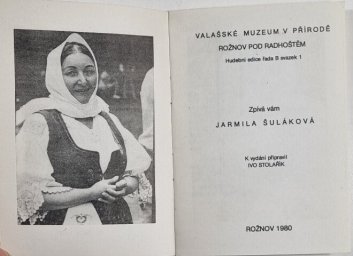 VALAŠSKÉ MUZEUM V PŘÍRODĚ
ROŽNOV POD RADHOŠTĚM
Hudební edice řada B svazek 1
Zpívá vám
JARMILA ŠULÁKOVÁ
K vydání připravil
IVO STOLAŘÍK
ROŽNOV 1980